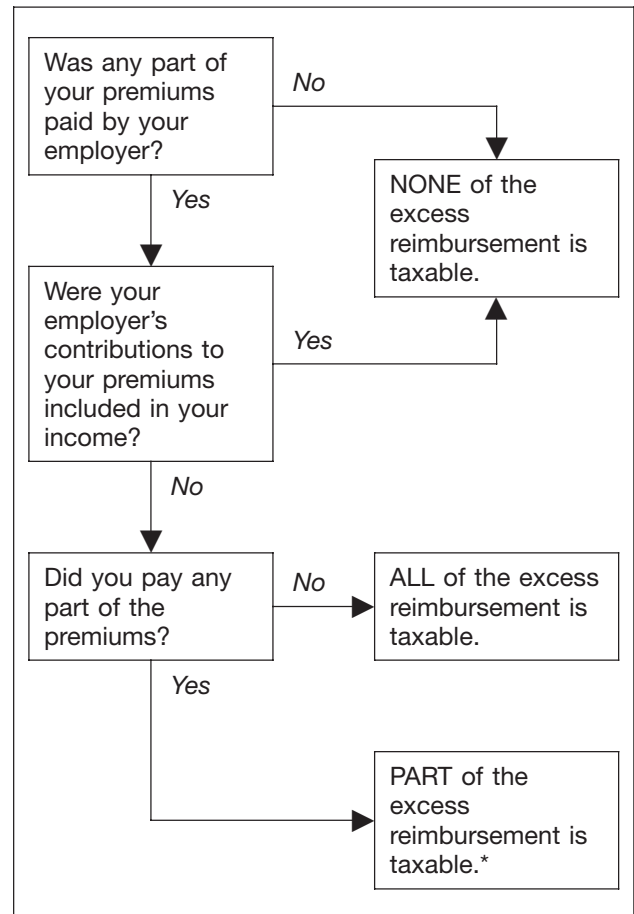 Was any part of
your premiums
paid by your
employer?
No
Yes
NONE of the
excess
reimbursement is
taxable.
Were your
employer's
contributions to
your premiums
included in your
income?
Yes
No
Did you pay any
part of the
premiums?
No
ALL of the excess
reimbursement is
taxable.
Yes
PART of the
excess
reimbursement is
taxable.*